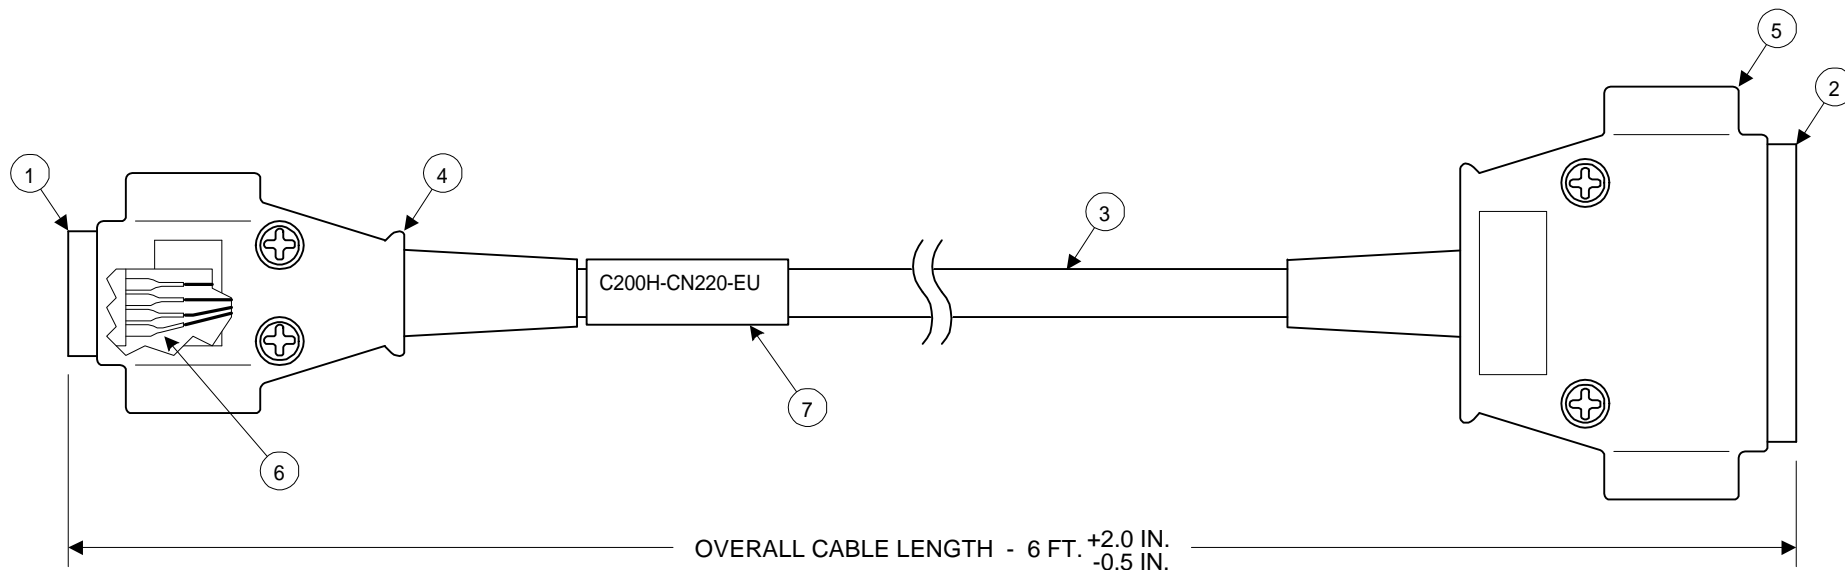 5
2
1
4
3
C200H-CN220-EU
7
6
OVERALL CABLE LENGTH - 6 FT. +2.0 IN.
-0.5 IN.